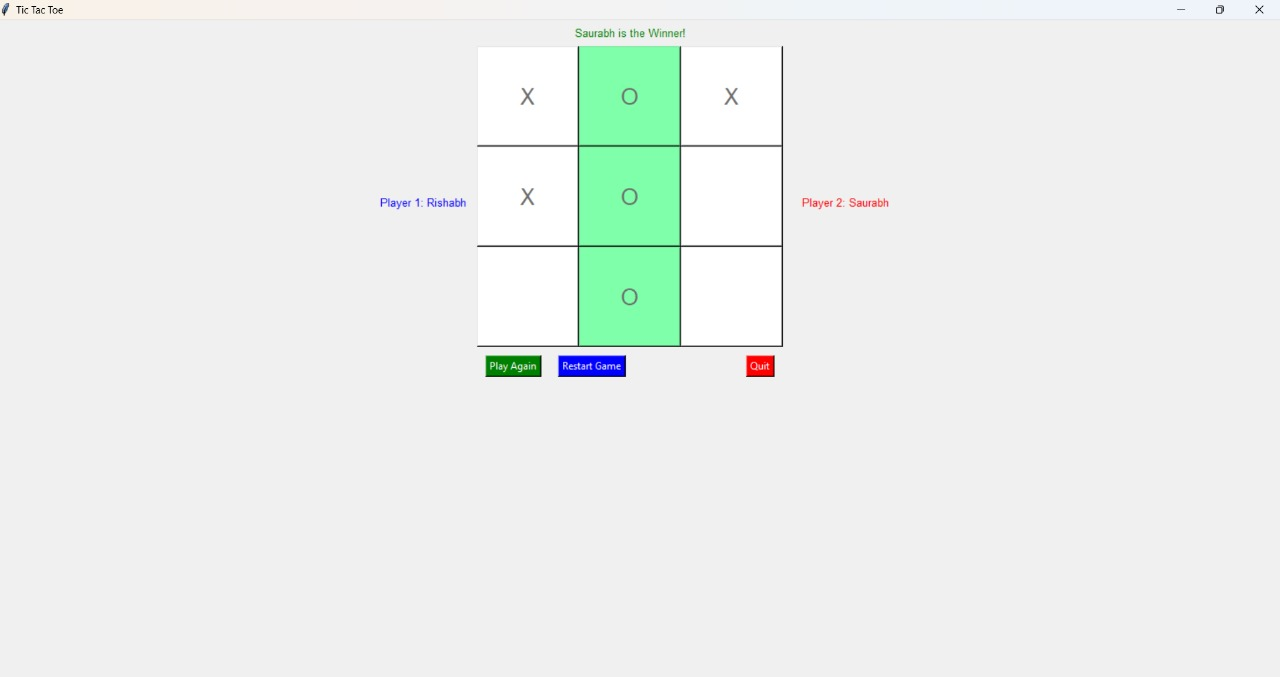 Tic Tac Toe
Saurabh is the Winner!
X O X
Player 1: Rishabh X O Player 2: Saurabh
O
Play Again Restart Game Quit